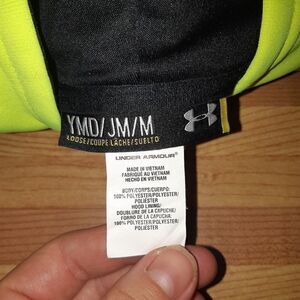 YMD/JM/M
LOOSE/COUPE LÂCHE/SUELTO
UNDER ARMOUR®
MADE IN VIETNAM
FABRIQUÉ AU VIETNAM
HECHO EN VIETNAM
BODY/CORPS/CUERPO:
100% POLYESTER/POLYESTER/
POLIÉSTER
HOOD LINING/
DOUBLURE DE LA CAPUCHE/
FORRO DE LA CAPUCHA:
100% POLYESTER/POLYESTER/
POLIÉSTER